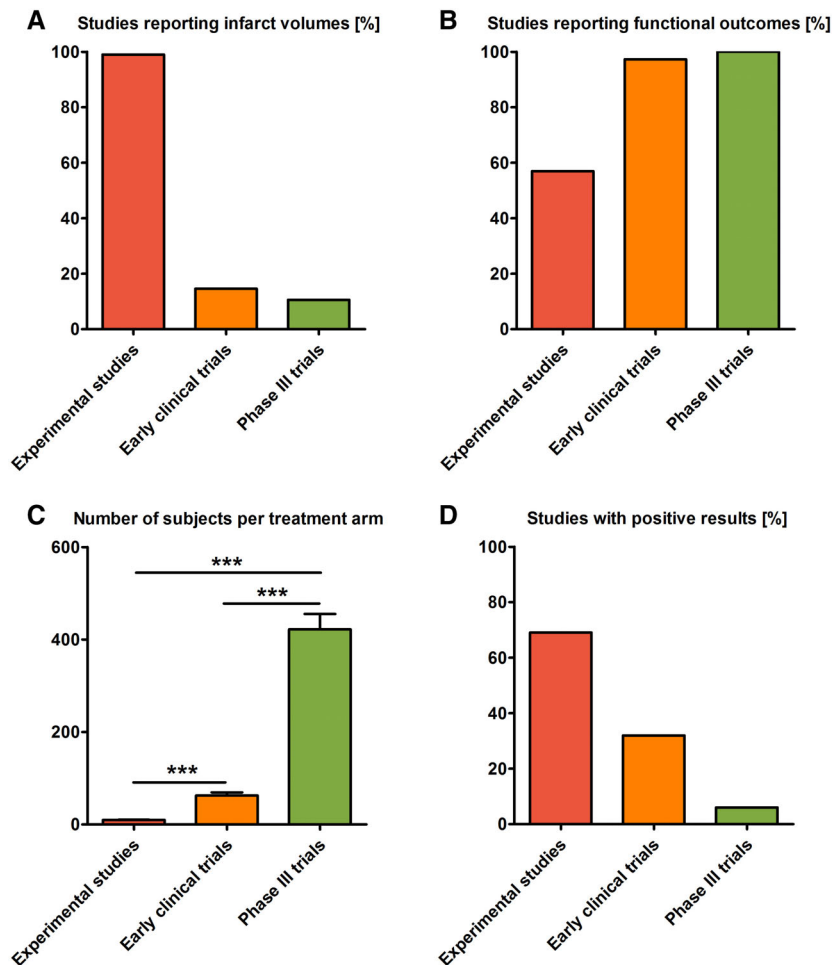 A Studies reporting infarct volumes [%]
100
80
60
40
20
0
Experimental studies
Early clinical trials
Phase III trials
B Studies reporting functional outcomes [%]
100
80
60
40
20
0
Experimental studies
Early clinical trials
Phase III trials
C Number of subjects per treatment arm
600
400
200
0
***
***
***
Experimental studies
Early clinical trials
Phase III trials
D Studies with positive results [%]
100
80
60
40
20
0
Experimental studies
Early clinical trials
Phase III trials